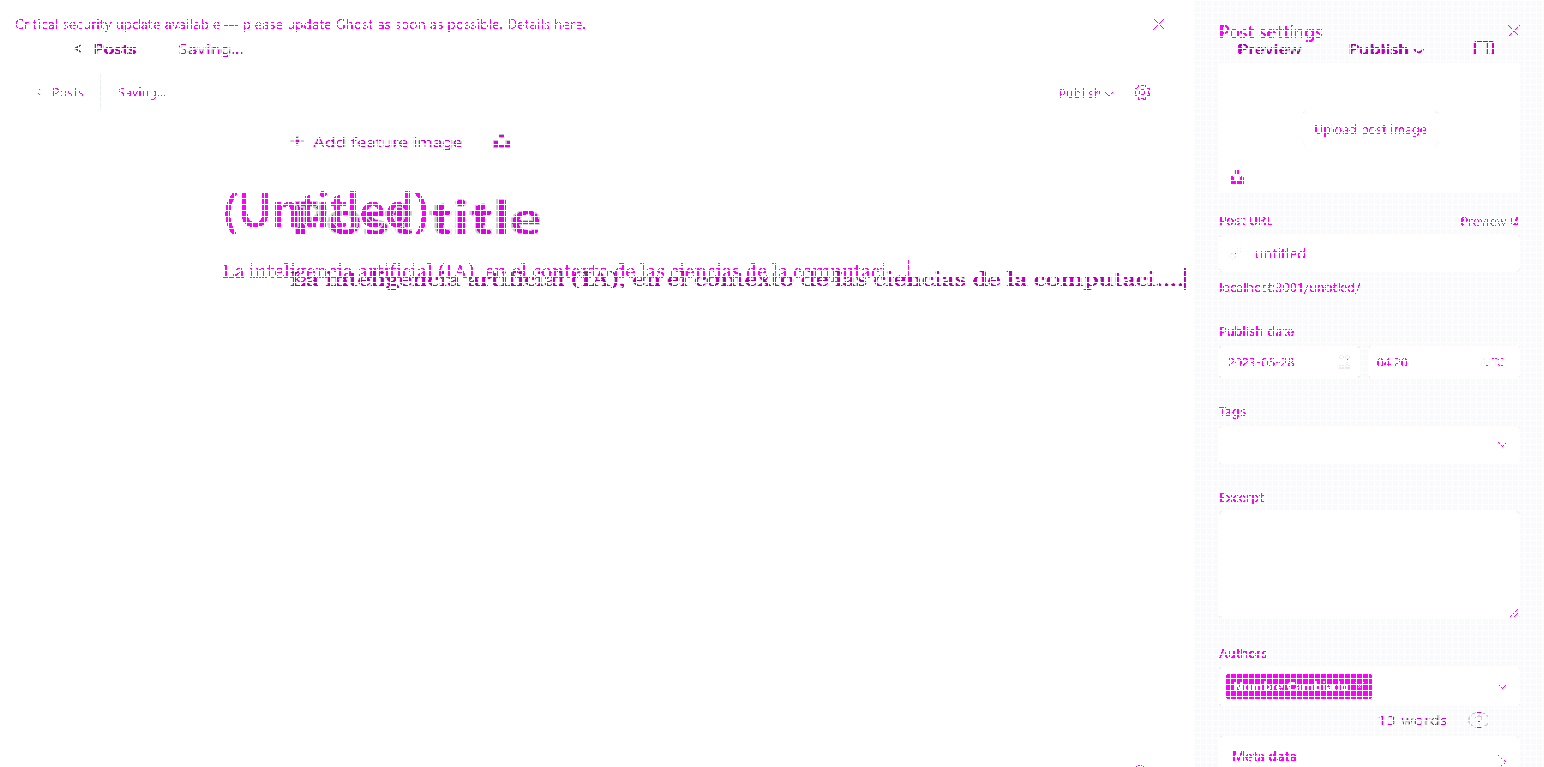 Critical security update available — please update Ghost as soon as possible. Details here.
Post settings
Posts
Saving...
Preview
Publish
Posts
Saving...
Publish
Upload post image
Add feature image
(Untitled)
title
Post URL
Preview
untitled
La inteligencia artificial (IA), en el contexto de las ciencias de la computaci...
La inteligencia artificial (IA), en el contexto de las ciencias de la computaci....
localhost:3001/untitled/
Publish date
2023-05-28
04:20
UTC
Tags
Excerpt
Authors
13 words
Meta data